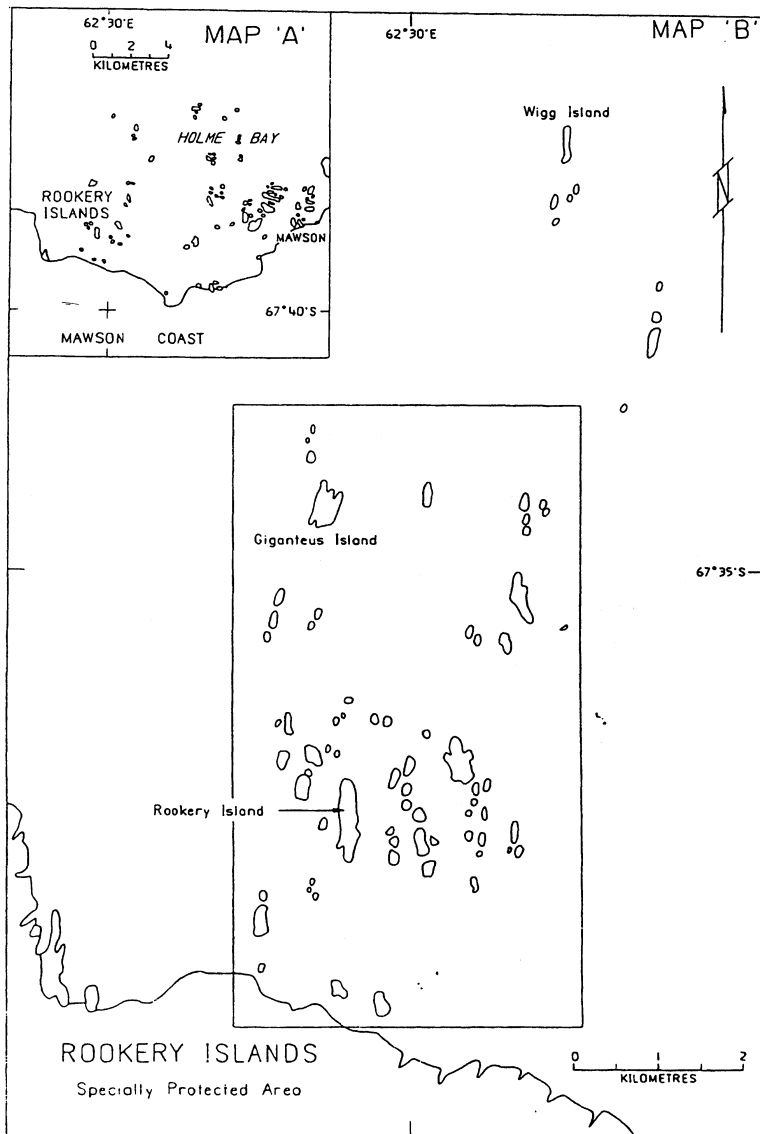 62°30'E
MAP 'A'
0 2 4
KILOMETRES
HOLME BAY
ROOKERY
ISLANDS
MAWSON
67°40'S
MAWSON COAST
62°30'E
MAP 'B'
Wigg Island
N
Giganteus Island
67°35'S
Rookery Island
ROOKERY ISLANDS
Specially Protected Area
0 1 2
KILOMETRES